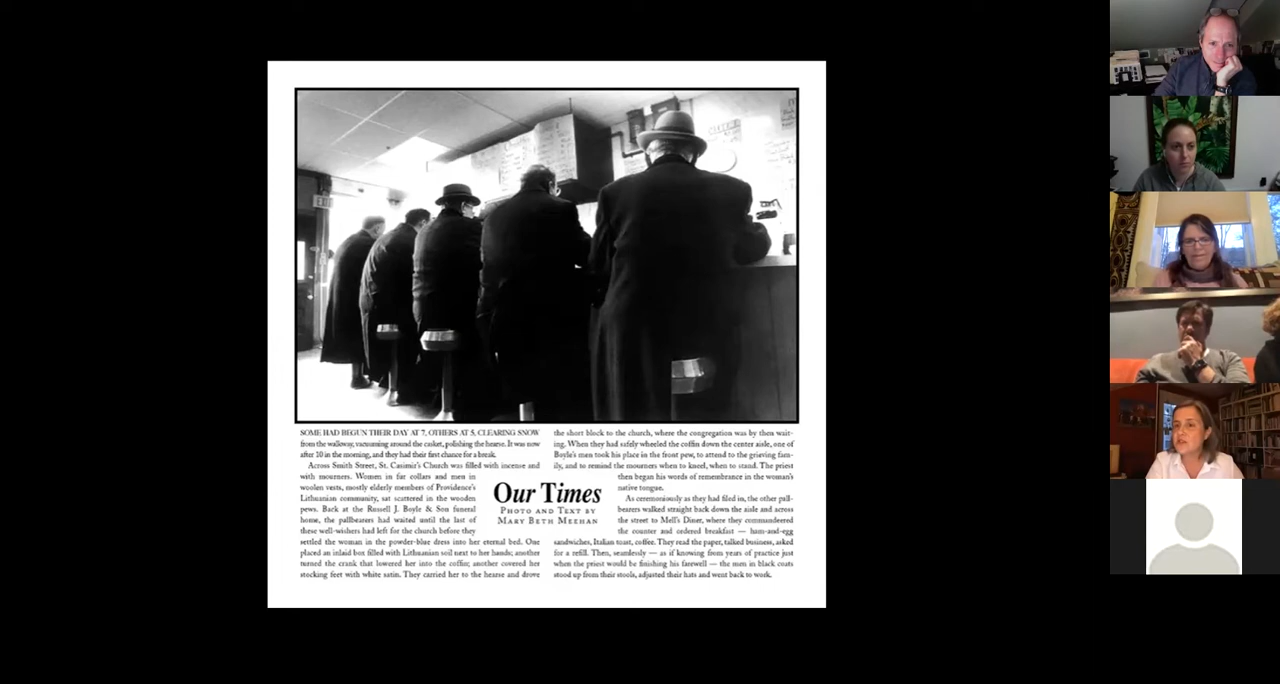 SOME HAD BEGUN THEIR DAY AT 7, OTHERS AT 5, CLEARING SNOW
from the walkway, vacuuming around the casket, polishing the hearse. It was now
after 10 in the morning, and they had their first chance for a break.
Across Smith Street, St. Casimir's Church was filled with incense and
with mourners. Women in fur collars and men in
woolen vests, mostly elderly members of Providence's
Lithuanian community, sat scattered in the wooden
pews. Back at the Russell J. Boyle & Son funeral
home, the pallbearers had waited until the last of
these well-wishers had left for the church before they
settled the woman in the powder-blue dress into her eternal bed. One
placed an inlaid box filled with Lithuanian soil next to her hands; another
turned the crank that lowered her into the coffin; another covered her
stocking feet with white satin. They carried her to the hearse and drove
the short block to the church, where the congregation was by then wait-
ing. When they had safely wheeled the coffin down the center aisle, one of
Boyle's men took his place in the front pew, to attend to the grieving fam-
ily, and to remind the mourners when to kneel, when to stand. The priest
then began his words of remembrance in the woman's
native tongue.
As ceremoniously as they had filed in, the other pall-
bearers walked straight back down the aisle and across
the street to Mell's Diner, where they commandeered
the counter and ordered breakfast — ham-and-egg
sandwiches, Italian toast, coffee. They read the paper, talked business, asked
for a refill. Then, seamlessly — as if knowing from years of practice just
when the priest would be finishing his farewell — the men in black coats
stood up from their stools, adjusted their hats and went back to work.
Our Times
PHOTO AND TEXT BY
MARY BETH MEEHAN